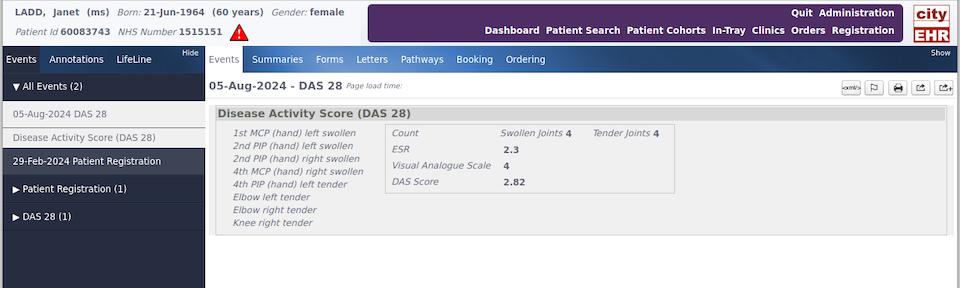 LADD, Janet (ms) Born: 21-Jun-1964 (60 years) Gender: female
Patient Id 60083743 NHS Number 1515151
Quit Administration
Dashboard Patient Search Patient Cohorts In-Tray Clinics Orders Registration
city
EHR
Events Annotations LifeLine Hide
Events Summaries Forms Letters Pathways Booking Ordering Show
▼ All Events (2)
05-Aug-2024 DAS 28
Disease Activity Score (DAS 28)
29-Feb-2024 Patient Registration
▶ Patient Registration (1)
▶ DAS 28 (1)
05-Aug-2024 - DAS 28 Page load time:
Disease Activity Score (DAS 28)
1st MCP (hand) left swollen
2nd PIP (hand) left swollen
2nd PIP (hand) right swollen
4th MCP (hand) right swollen
4th PIP (hand) left tender
Elbow left tender
Elbow right tender
Knee right tender
Count Swollen Joints 4 Tender Joints 4
ESR 2.3
Visual Analogue Scale 4
DAS Score 2.82